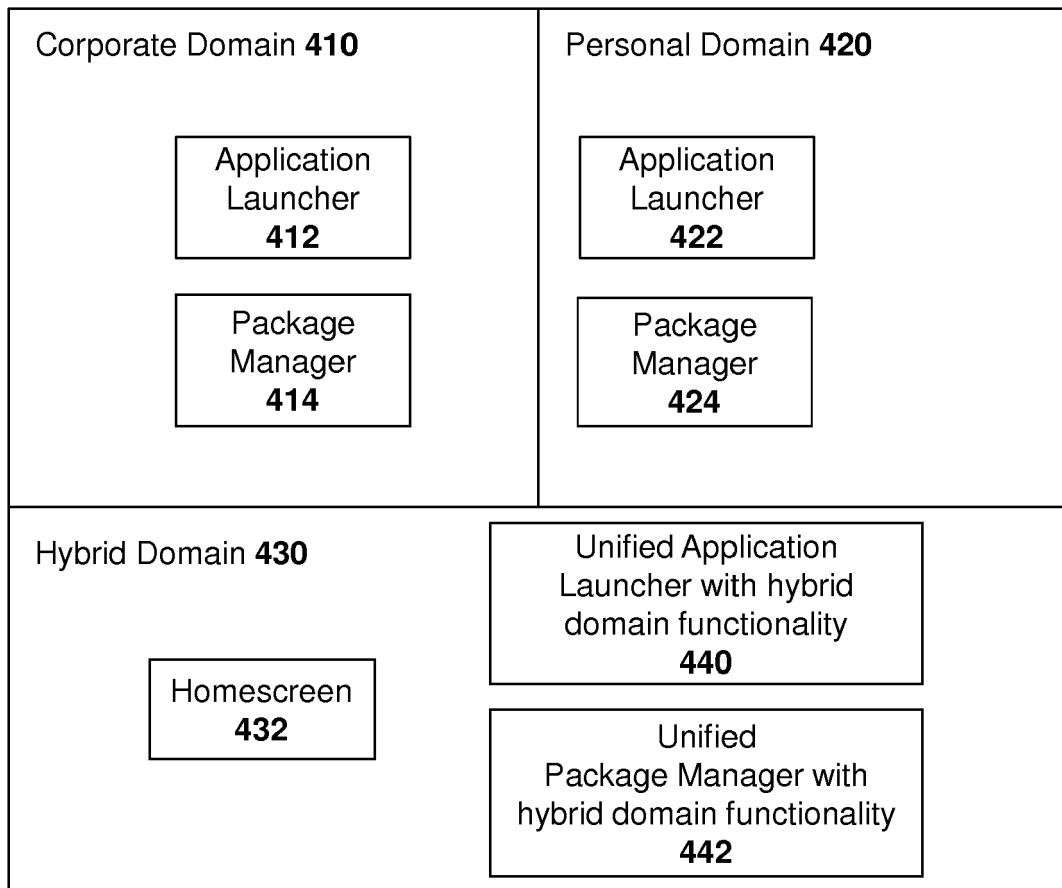 Corporate Domain 410
Application
Launcher
412
Package
Manager
414
Personal Domain 420
Application
Launcher
422
Package
Manager
424
Hybrid Domain 430
Homescreen
432
Unified Application
Launcher with hybrid
domain functionality
440
Unified
Package Manager with
hybrid domain functionality
442